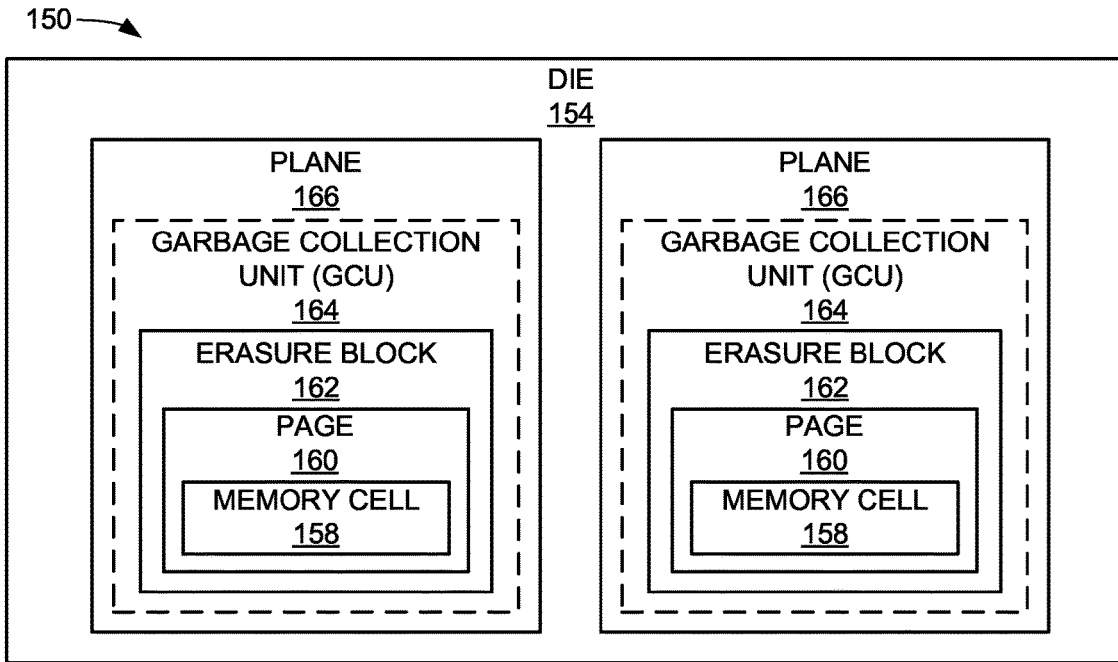 150
DIE
154
PLANE
166
GARBAGE COLLECTION
UNIT (GCU)
164
ERASURE BLOCK
162
PAGE
160
MEMORY CELL
158
PLANE
166
GARBAGE COLLECTION
UNIT (GCU)
164
ERASURE BLOCK
162
PAGE
160
MEMORY CELL
158